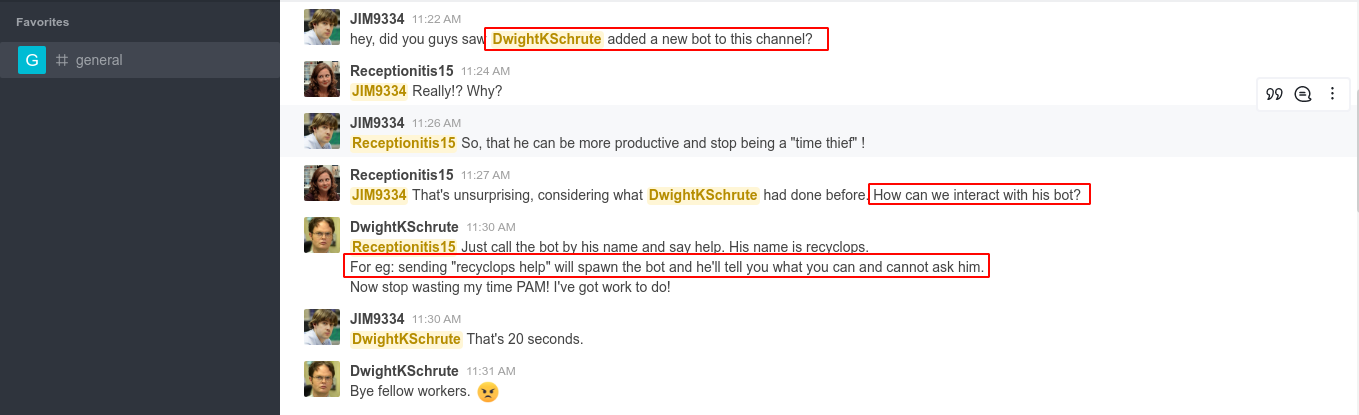 Favorites
G general
JIM9334 11:22 AM
hey, did you guys saw DwightKSchrute added a new bot to this channel?
Receptionitis15 11:24 AM
JIM9334 Really!? Why?
JIM9334 11:26 AM
Receptionitis15 So, that he can be more productive and stop being a "time thief" !
Receptionitis15 11:27 AM
JIM9334 That's unsurprising, considering what DwightKSchrute had done before. How can we interact with his bot?
DwightKSchrute 11:30 AM
Receptionitis15 Just call the bot by his name and say help. His name is recyclops.
For eg: sending "recyclops help" will spawn the bot and he'll tell you what you can and cannot ask him.
Now stop wasting my time PAM! I've got work to do!
JIM9334 11:30 AM
DwightKSchrute That's 20 seconds.
DwightKSchrute 11:31 AM
Bye fellow workers. 😠